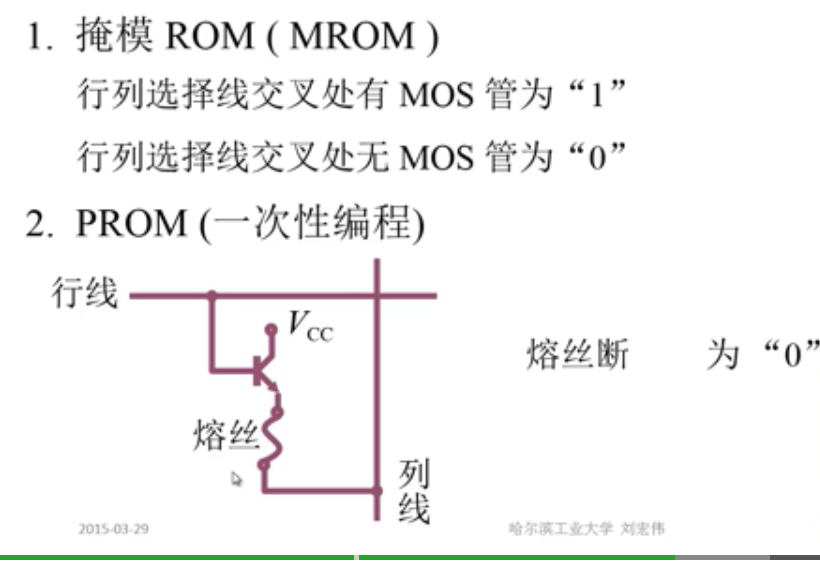 1. 掩模 ROM ( MROM )
行列选择线交叉处有 MOS 管为“1”
行列选择线交叉处无 MOS 管为“0”
2. PROM (一次性编程)
行线
VCC
熔丝断 为“0”
熔丝
列
线
2015-03-29
哈尔滨工业大学 刘宏伟